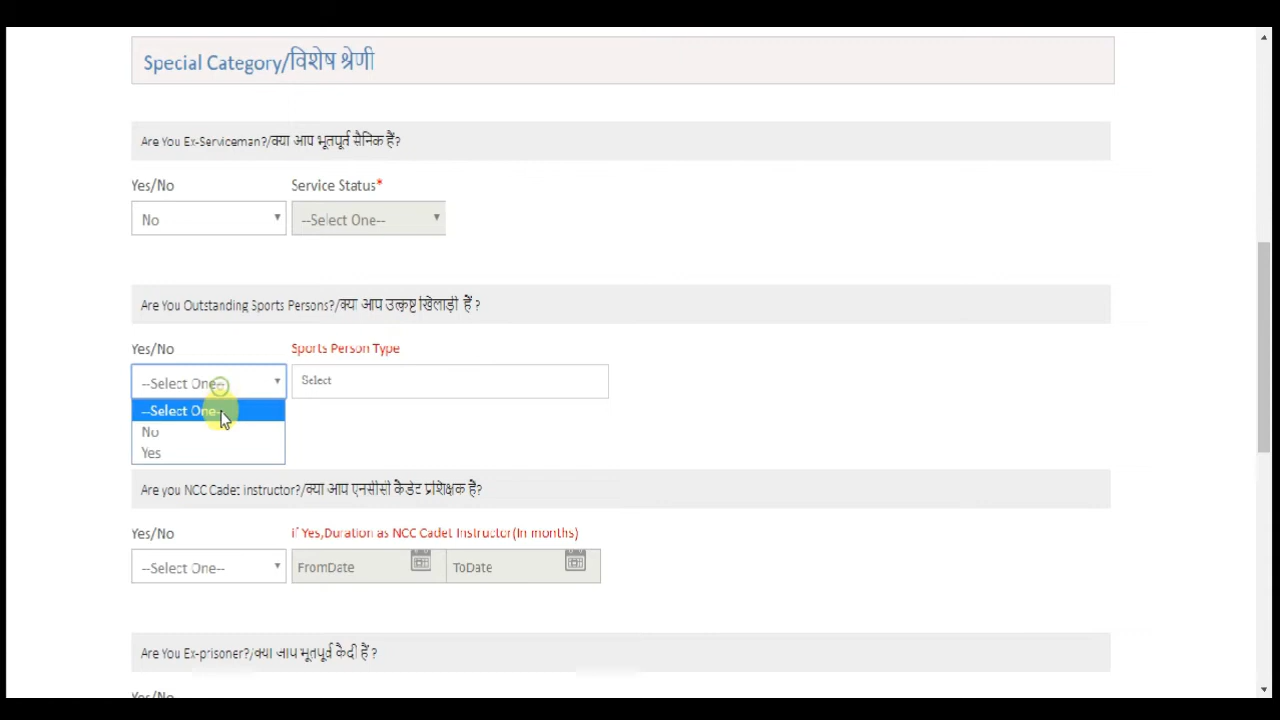 Special Category/विशेष श्रेणी
Are You Ex-Serviceman?/क्या आप भूतपूर्व सैनिक हैं?
Yes/No Service Status*
No --Select One--
Are You Outstanding Sports Persons?/क्या आप उत्कृष्ट खिलाड़ी हैं ?
Yes/No Sports Person Type
--Select One-- Select
--Select One--
No
Yes
Are you NCC Cadet Instructor?/क्या आप एनसीसी कैडेट प्रशिक्षक है?
Yes/No if Yes,Duration as NCC Cadet Instructor(In months)
--Select One-- FromDate ToDate
Are You Ex-prisoner?/क्या आप भूतपूर्व कैदी हैं ?
Yes/No